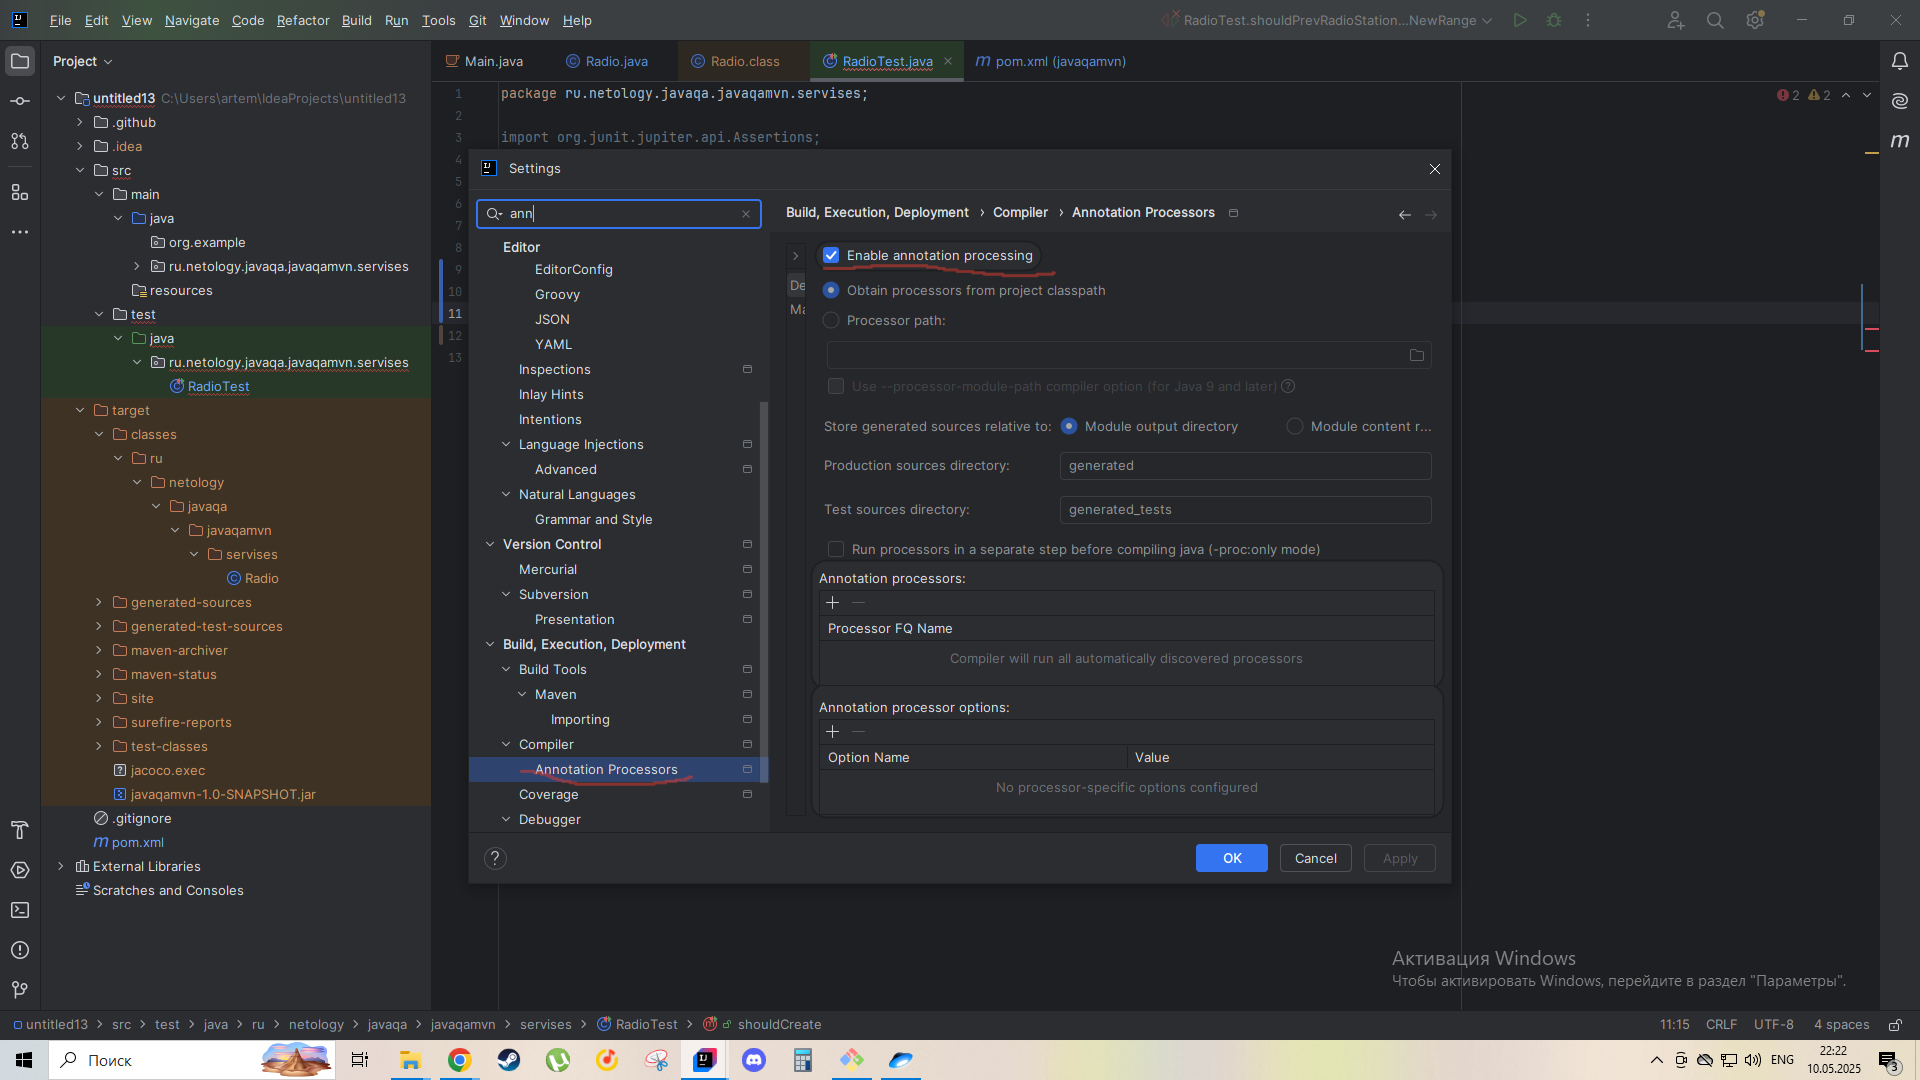 File Edit View Navigate Code Refactor Build Run Tools Git Window Help
RadioTest.shouldPrevRadioStation...NewRange
Project
Main.java
Radio.java
Radio.class
RadioTest.java
pom.xml (javaqamvn)
untitled13 C:\Users\artem\IdeaProjects\untitled13
.github
.idea
src
main
java
org.example
ru.netology.javaqa.javaqamvn.servises
resources
test
java
ru.netology.javaqa.javaqamvn.servises
RadioTest
target
classes
ru
netology
javaqa
javaqamvn
servises
Radio
generated-sources
generated-test-sources
maven-archiver
maven-status
site
surefire-reports
test-classes
jacoco.exec
javaqamvn-1.0-SNAPSHOT.jar
.gitignore
pom.xml
External Libraries
Scratches and Consoles
1 package ru.netology.javaqa.javaqamvn.servises;
2
3 import org.junit.jupiter.api.Assertions;
4
5
6
7
8
9
10
11
12
13
2 2
Settings
ann
Editor
EditorConfig
Groovy
JSON
YAML
Inspections
Inlay Hints
Intentions
Language Injections
Advanced
Natural Languages
Grammar and Style
Version Control
Mercurial
Subversion
Presentation
Build, Execution, Deployment
Build Tools
Maven
Importing
Compiler
Annotation Processors
Coverage
Debugger
Build, Execution, Deployment › Compiler › Annotation Processors
De
Ma
Enable annotation processing
Obtain processors from project classpath
Processor path:
Use --processor-module-path compiler option (for Java 9 and later)
Store generated sources relative to: Module output directory Module content r...
Production sources directory: generated
Test sources directory: generated_tests
Run processors in a separate step before compiling java (-proc:only mode)
Annotation processors:
Processor FQ Name
Compiler will run all automatically discovered processors
Annotation processor options:
Option Name Value
No processor-specific options configured
OK Cancel Apply
Активация Windows
Чтобы активировать Windows, перейдите в раздел "Параметры".
untitled13 > src > test > java > ru > netology > javaqa > javaqamvn > servises > RadioTest > shouldCreate
11:15 CRLF UTF-8 4 spaces
Поиск
ENG
22:22
10.05.2025
3